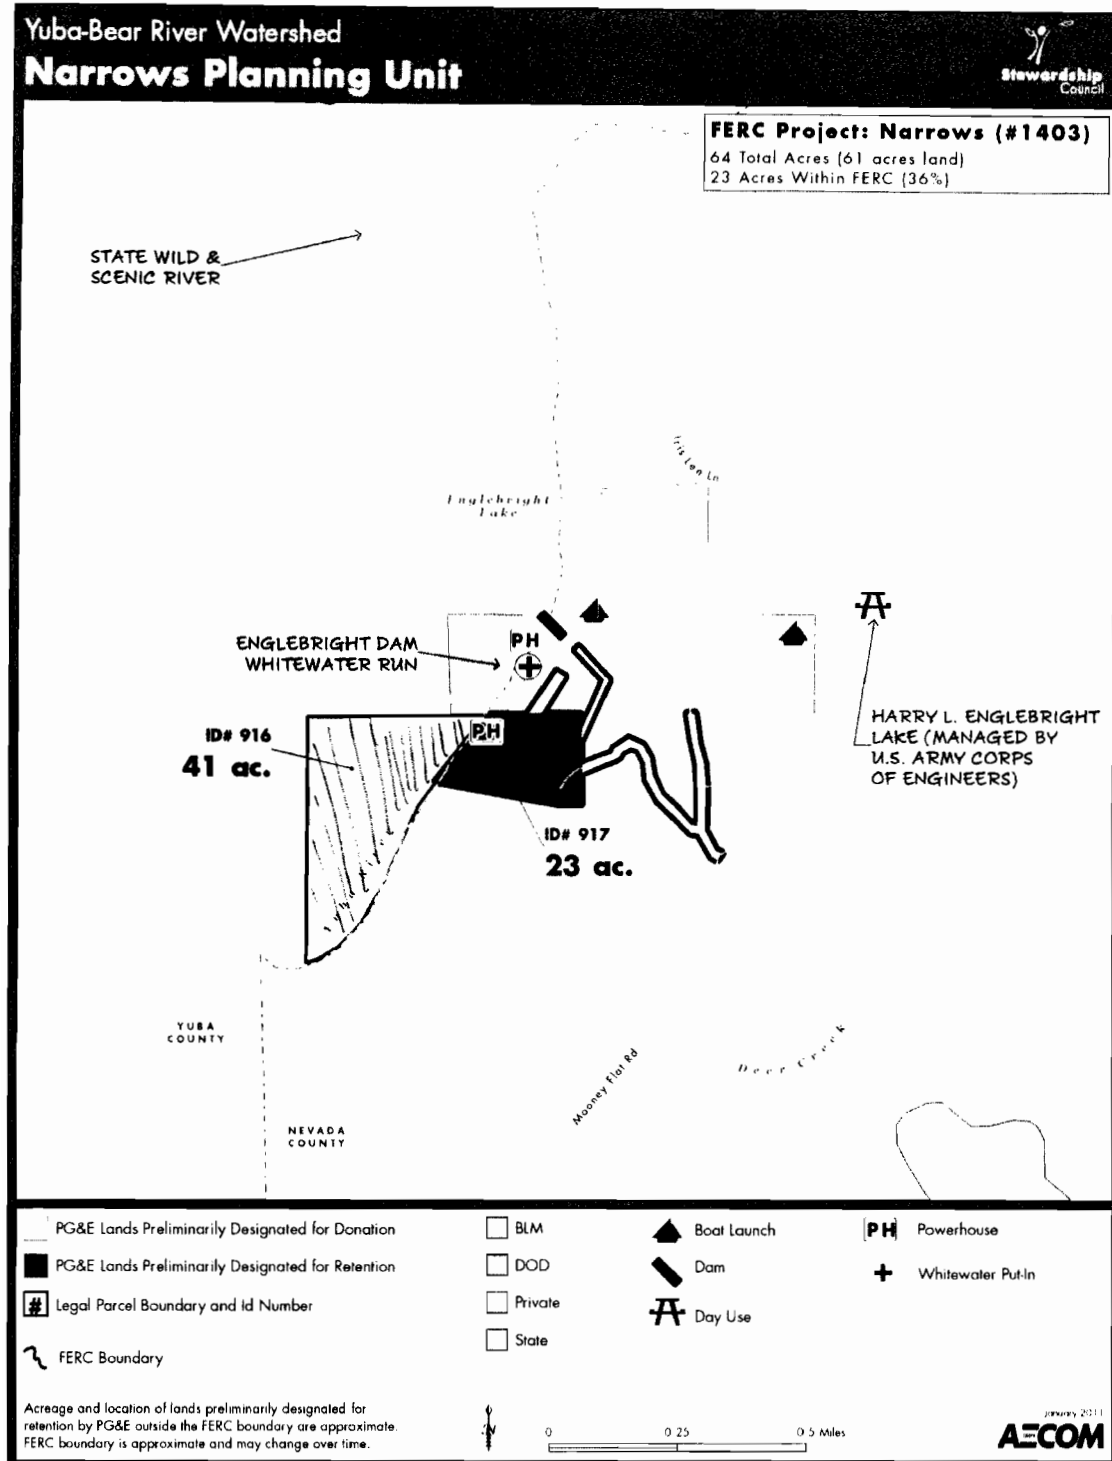 Yuba-Bear River Watershed
Narrows Planning Unit
Stewardship
Council
FERC Project: Narrows (#1403)
64 Total Acres (61 acres land)
23 Acres Within FERC (36%)
STATE WILD &
SCENIC RIVER
Iris Len Ln
Englebright
Lake
ENGLEBRIGHT DAM
WHITEWATER RUN
PH
PH
ID# 916
41 ac.
HARRY L. ENGLEBRIGHT
LAKE (MANAGED BY
U.S. ARMY CORPS
OF ENGINEERS)
ID# 917
23 ac.
YUBA
COUNTY
NEVADA
COUNTY
Mooney Flat Rd
Deer Creek
PG&E Lands Preliminarily Designated for Donation
PG&E Lands Preliminarily Designated for Retention
# Legal Parcel Boundary and Id Number
FERC Boundary
BLM
DOD
Private
State
Boat Launch
Dam
Day Use
PH Powerhouse
Whitewater Put-In
Acreage and location of lands preliminarily designated for
retention by PG&E outside the FERC boundary are approximate.
FERC boundary is approximate and may change over time.
N
0 0.25 0.5 Miles
January 2011
AECOM